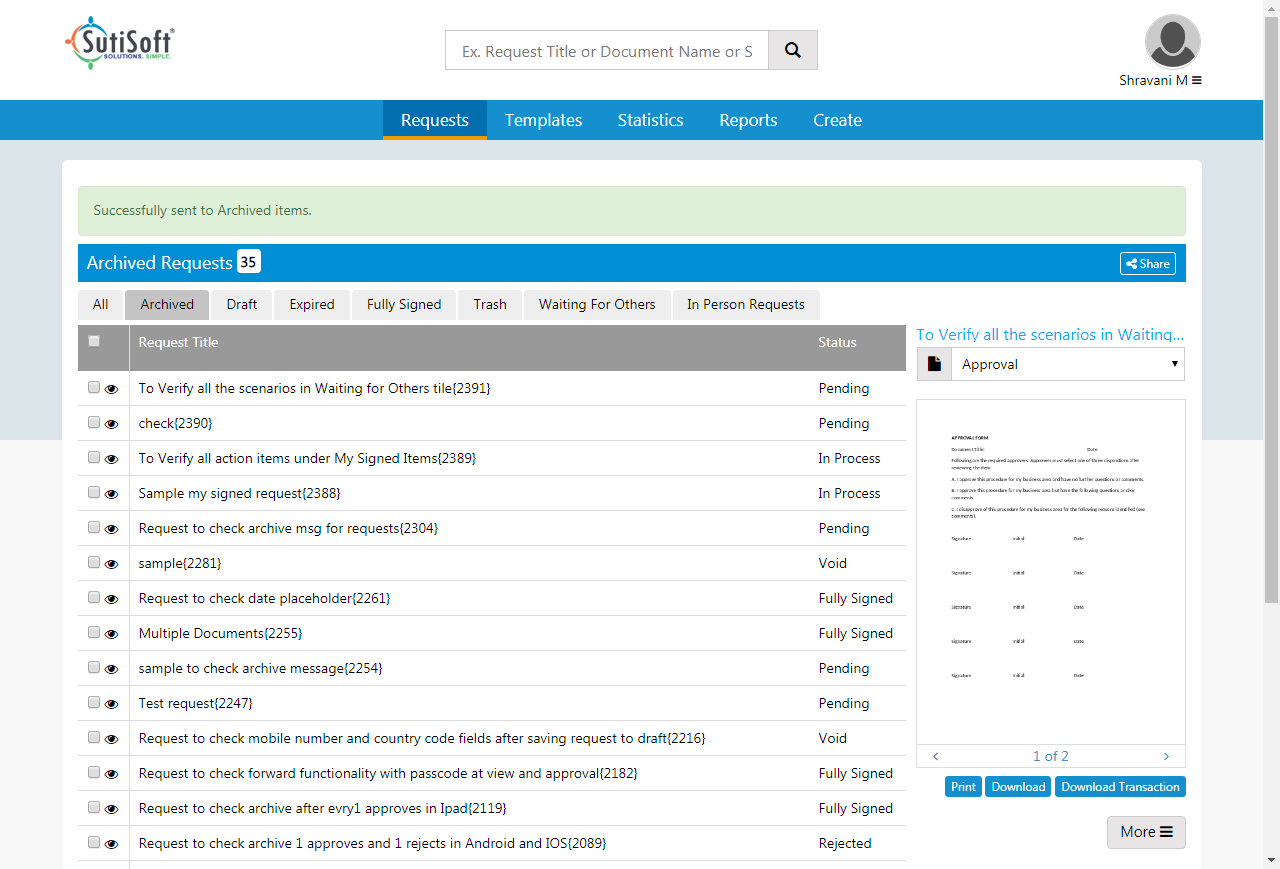 SutiSoft®
SOLUTIONS. SIMPLE.
Ex. Request Title or Document Name or S
Shravani M
Requests Templates Statistics Reports Create
Successfully sent to Archived items.
Archived Requests 35
Share
All Archived Draft Expired Fully Signed Trash Waiting For Others In Person Requests
Request Title Status
To Verify all the scenarios in Waiting for Others tile{2391} Pending
check{2390} Pending
To Verify all action items under My Signed Items{2389} In Process
Sample my signed request{2388} In Process
Request to check archive msg for requests{2304} Pending
sample{2281} Void
Request to check date placeholder{2261} Fully Signed
Multiple Documents{2255} Fully Signed
sample to check archive message{2254} Pending
Test request{2247} Pending
Request to check mobile number and country code fields after saving request to draft{2216} Void
Request to check forward functionality with passcode at view and approval{2182} Fully Signed
Request to check archive after evry1 approves in Ipad{2119} Fully Signed
Request to check archive 1 approves and 1 rejects in Android and IOS{2089} Rejected
To Verify all the scenarios in Waiting...
Approval
APPROVAL FORM
Document Title: Date:
Following are the required approvers. Approvers must select one of three dispositions after
reviewing the item:
A. I approve this procedure for my business area and have no further questions or comments.
B. I approve this procedure for my business area but have the following questions and/or
comments.
C. I disapprove of this procedure for my business area for the following reasons identified (see
comments).
Signature Initial Date
Signature Initial Date
Signature Initial Date
Signature Initial Date
Signature Initial Date
1 of 2
Print Download Download Transaction
More